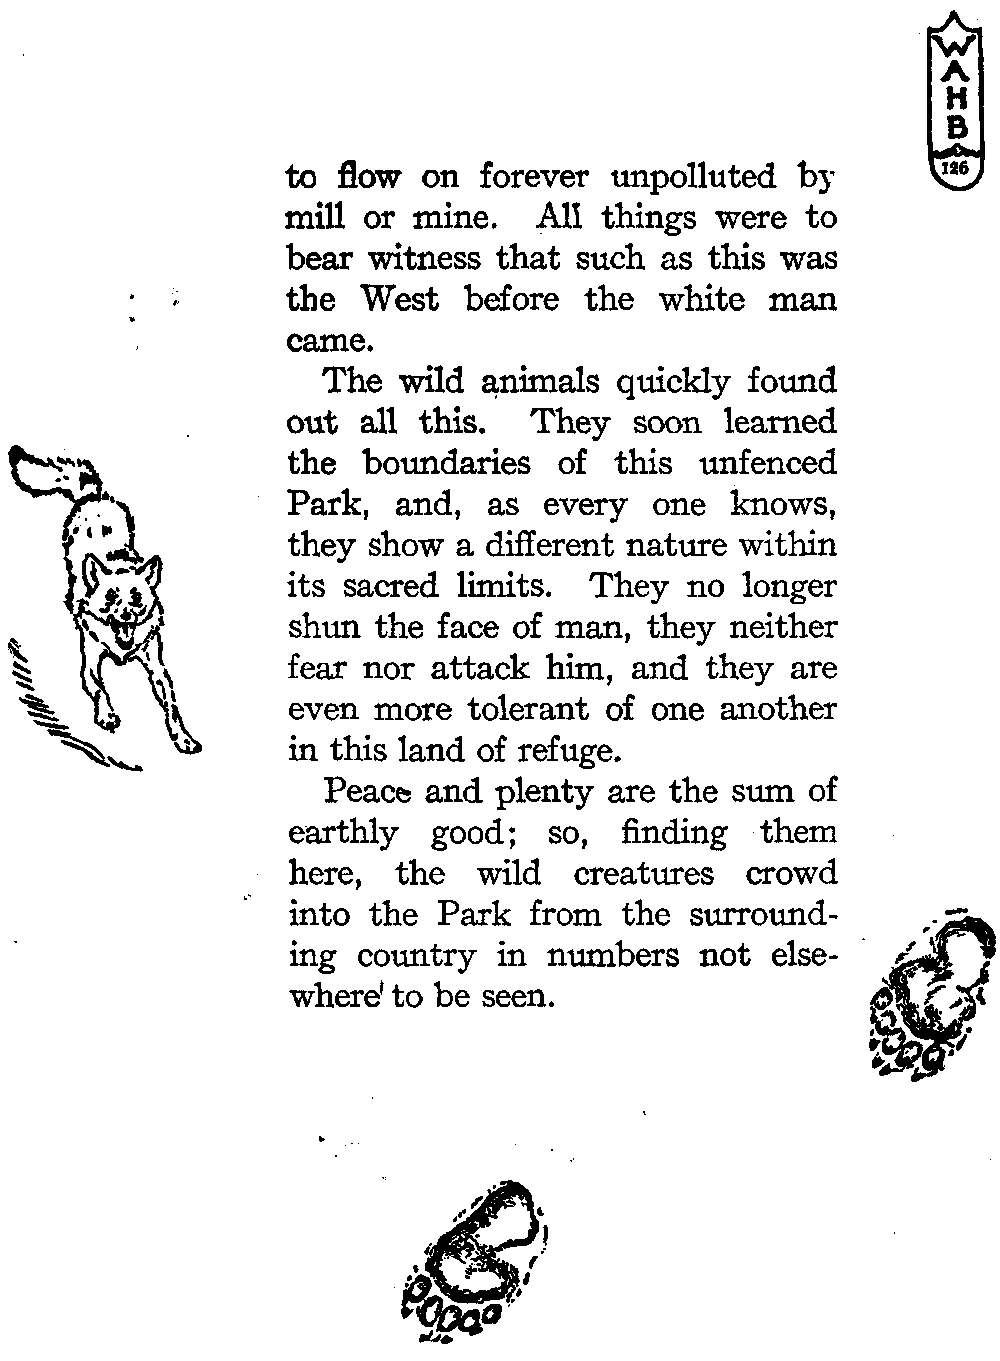 WAHB
126
to flow on forever unpolluted by
mill or mine. All things were to
bear witness that such as this was
the West before the white man
came.
The wild animals quickly found
out all this. They soon learned
the boundaries of this unfenced
Park, and, as every one knows,
they show a different nature within
its sacred limits. They no longer
shun the face of man, they neither
fear nor attack him, and they are
even more tolerant of one another
in this land of refuge.
Peace and plenty are the sum of
earthly good; so, finding them
here, the wild creatures crowd
into the Park from the surround-
ing country in numbers not else-
where to be seen.